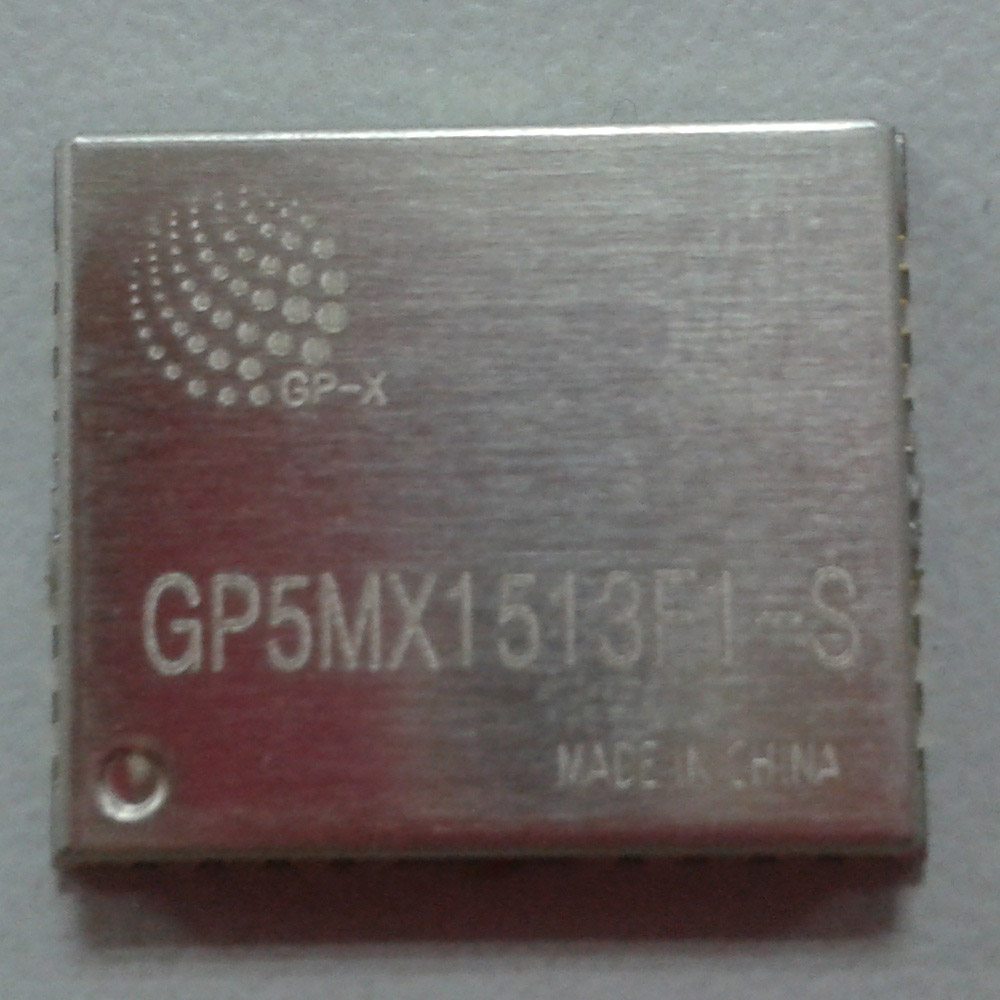 GP-X
GP5MX1513F1-S
MADE IN CHINA